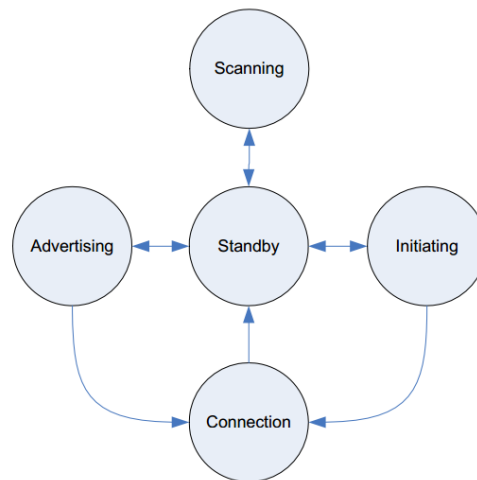 Scanning
Advertising
Standby
Initiating
Connection